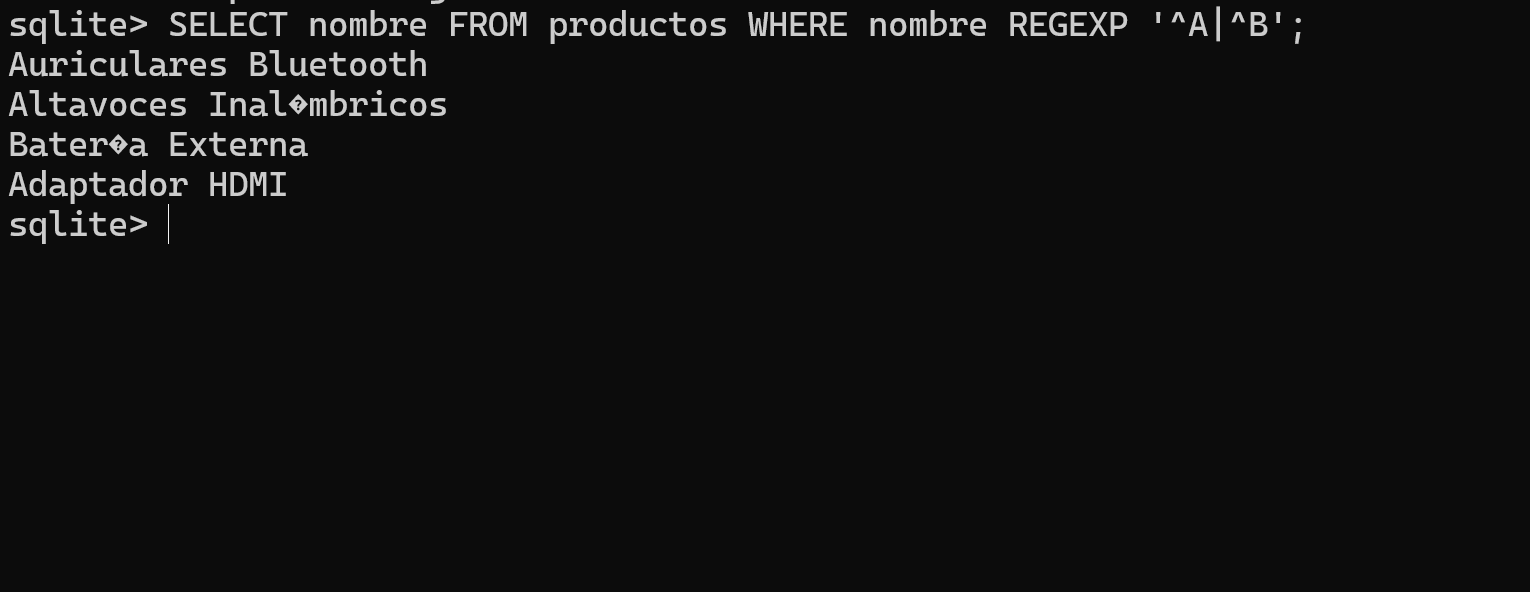 sqlite> SELECT nombre FROM productos WHERE nombre REGEXP '^A|^B';
Auriculares Bluetooth
Altavoces Inal�mbricos
Bater�a Externa
Adaptador HDMI
sqlite>